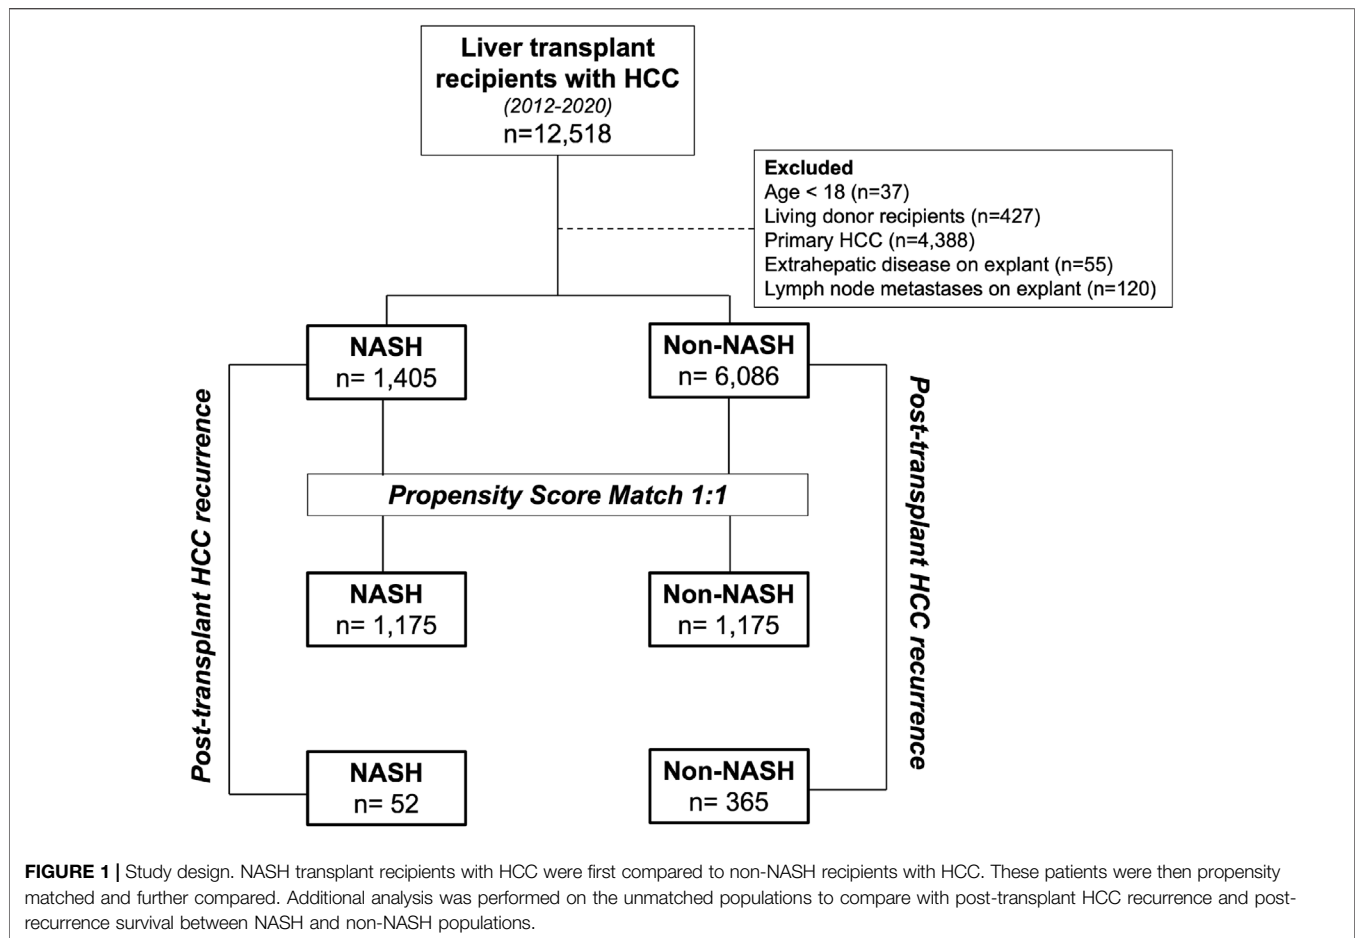 Liver transplant
recipients with HCC
(2012-2020)
n=12,518
Excluded
Age < 18 (n=37)
Living donor recipients (n=427)
Primary HCC (n=4,388)
Extrahepatic disease on explant (n=55)
Lymph node metastases on explant (n=120)
NASH
n= 1,405
Non-NASH
n= 6,086
Post-transplant HCC recurrence
Post-transplant HCC recurrence
Propensity Score Match 1:1
NASH
n= 1,175
Non-NASH
n= 1,175
NASH
n= 52
Non-NASH
n= 365
FIGURE 1 | Study design. NASH transplant recipients with HCC were first compared to non-NASH recipients with HCC. These patients were then propensity
matched and further compared. Additional analysis was performed on the unmatched populations to compare with post-transplant HCC recurrence and post-
recurrence survival between NASH and non-NASH populations.